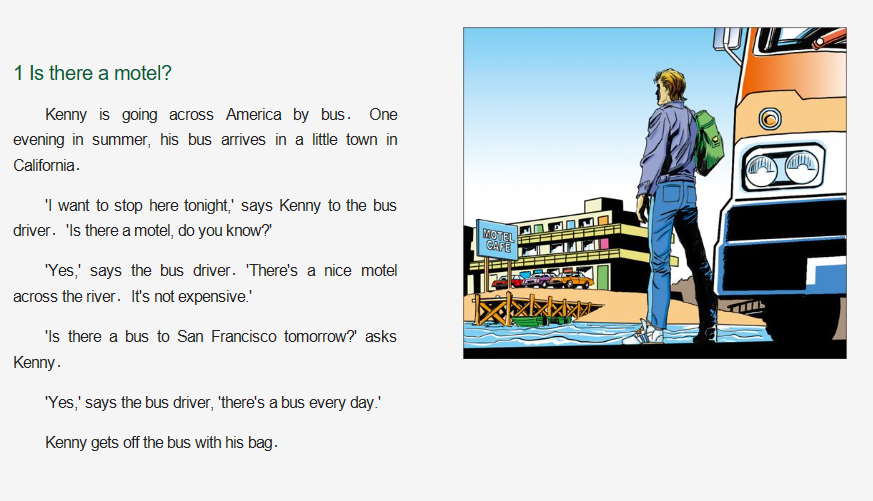 1 Is there a motel?
Kenny is going across America by bus. One
evening in summer, his bus arrives in a little town in
California.
'I want to stop here tonight,' says Kenny to the bus
driver. 'Is there a motel, do you know?'
'Yes,' says the bus driver. 'There's a nice motel
across the river. It's not expensive.'
'Is there a bus to San Francisco tomorrow?' asks
Kenny.
'Yes,' says the bus driver, 'there's a bus every day.'
Kenny gets off the bus with his bag.
MOTEL
CAFE